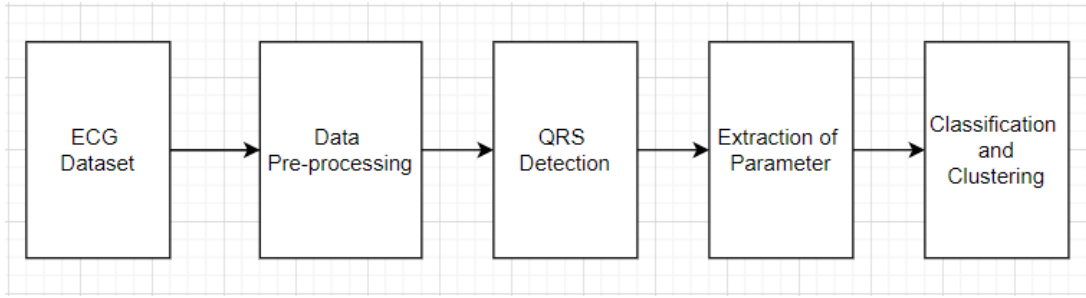 ECG
Dataset
Data
Pre-processing
QRS
Detection
Extraction of
Parameter
Classification
and
Clustering